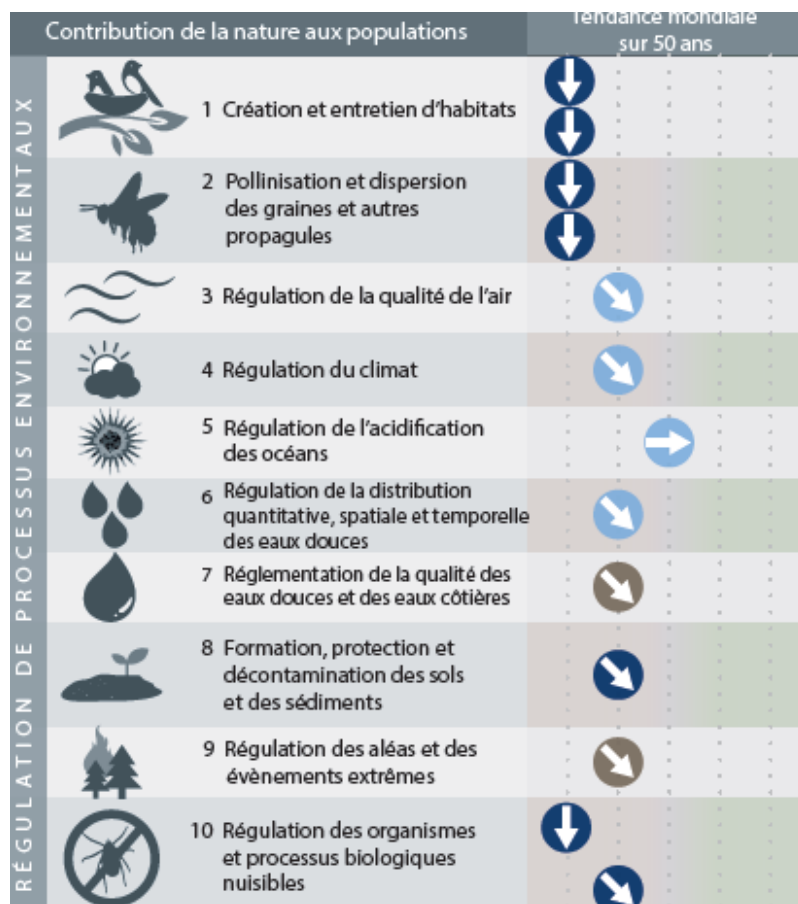 Contribution de la nature aux populations
Tendance mondiale
sur 50 ans
RÉGULATION DE PROCESSUS ENVIRONNEMENTAUX
1 Création et entretien d'habitats
2 Pollinisation et dispersion
des graines et autres
propagules
3 Régulation de la qualité de l'air
4 Régulation du climat
5 Régulation de l'acidification
des océans
6 Régulation de la distribution
quantitative, spatiale et temporelle
des eaux douces
7 Réglementation de la qualité des
eaux douces et des eaux côtières
8 Formation, protection et
décontamination des sols
et des sédiments
9 Régulation des aléas et des
évènements extrêmes
10 Régulation des organismes
et processus biologiques
nuisibles